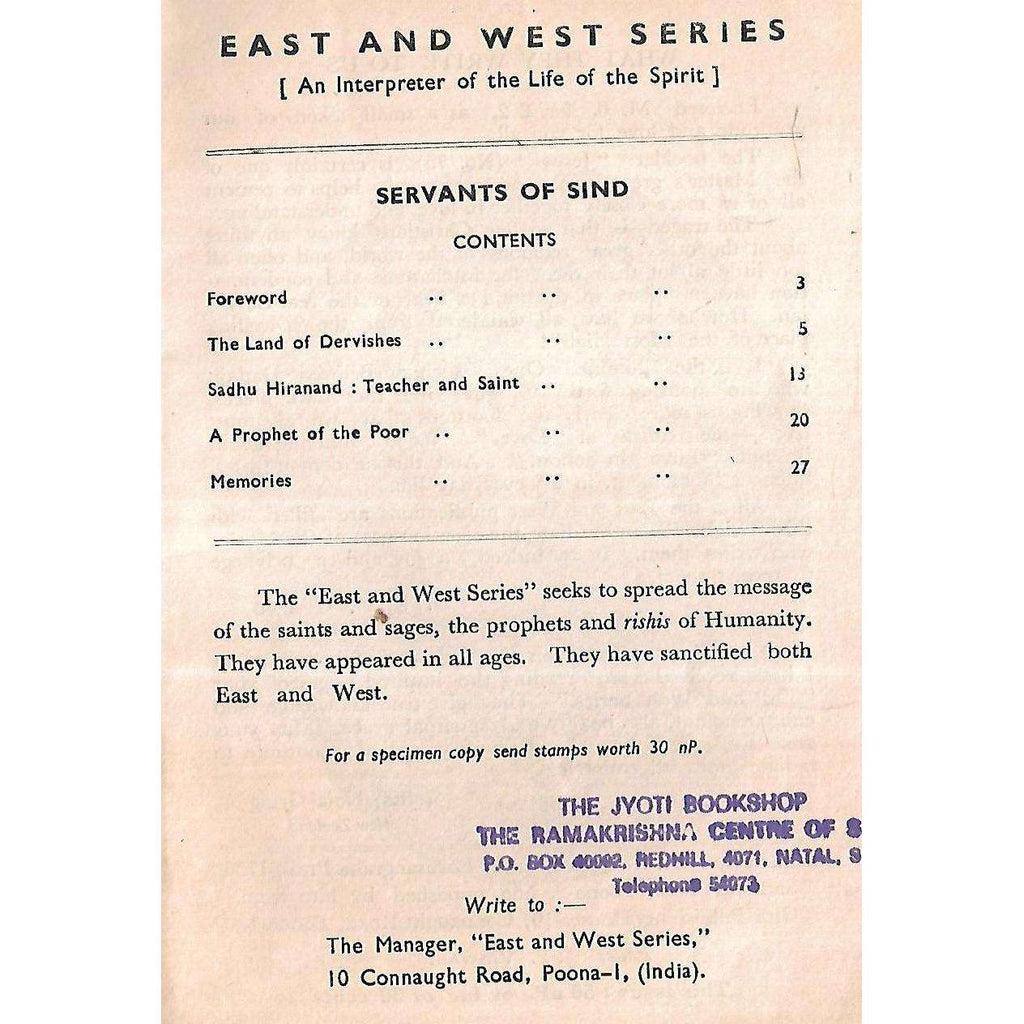 EAST AND WEST SERIES
[ An Interpreter of the Life of the Spirit ]
SERVANTS OF SIND
CONTENTS
Foreword .. .. .. 3
The Land of Dervishes .. .. .. 5
Sadhu Hiranand : Teacher and Saint .. .. 13
A Prophet of the Poor .. .. .. 20
Memories .. .. .. 27
The “East and West Series” seeks to spread the message
of the saints and sages, the prophets and rishis of Humanity.
They have appeared in all ages. They have sanctified both
East and West.
For a specimen copy send stamps worth 30 nP.
THE JYOTI BOOKSHOP
THE RAMAKRISHNA CENTRE OF S
P.O. BOX 40092, REDHILL, 4071, NATAL, S
Telephone 54073
Write to :—
The Manager, “East and West Series,”
10 Connaught Road, Poona-1, (India).